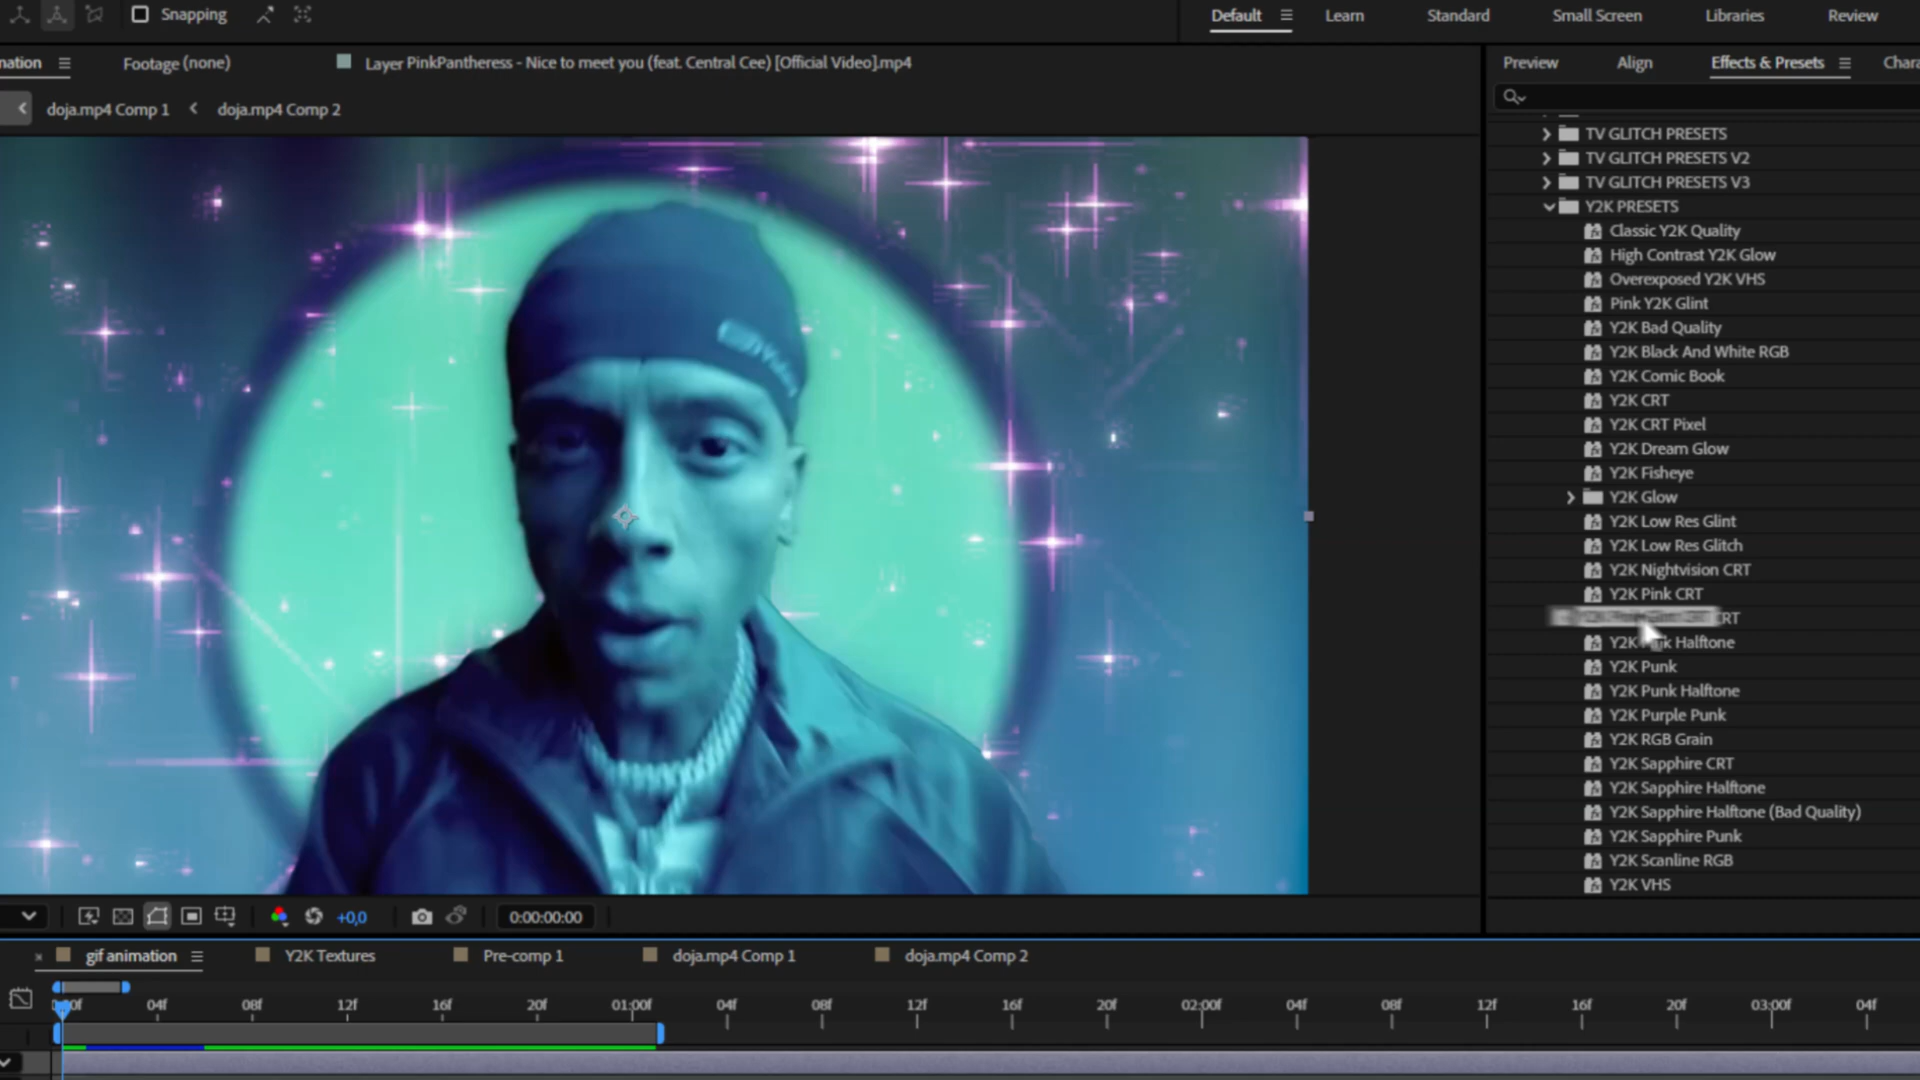 Snapping
Default
Learn
Standard
Small Screen
Libraries
Review
nation
Footage (none)
Layer PinkPantheress - Nice to meet you (feat. Central Cee) [Official Video].mp4
Preview
Align
Effects & Presets
Chara
doja.mp4 Comp 1
doja.mp4 Comp 2
TV GLITCH PRESETS
TV GLITCH PRESETS V2
TV GLITCH PRESETS V3
Y2K PRESETS
Classic Y2K Quality
High Contrast Y2K Glow
Overexposed Y2K VHS
Pink Y2K Glint
Y2K Bad Quality
Y2K Black And White RGB
Y2K Comic Book
Y2K CRT
Y2K CRT Pixel
Y2K Dream Glow
Y2K Fisheye
Y2K Glow
Y2K Low Res Glint
Y2K Low Res Glitch
Y2K Nightvision CRT
Y2K Pink CRT
CRT
Y2K Pink Halftone
Y2K Punk
Y2K Punk Halftone
Y2K Purple Punk
Y2K RGB Grain
Y2K Sapphire CRT
Y2K Sapphire Halftone
Y2K Sapphire Halftone (Bad Quality)
Y2K Sapphire Punk
Y2K Scanline RGB
Y2K VHS
+0,0
0:00:00:00
gif animation
Y2K Textures
Pre-comp 1
doja.mp4 Comp 1
doja.mp4 Comp 2
0:00f 04f 08f 12f 16f 20f 01:00f 04f 08f 12f 16f 20f 02:00f 04f 08f 12f 16f 20f 03:00f 04f